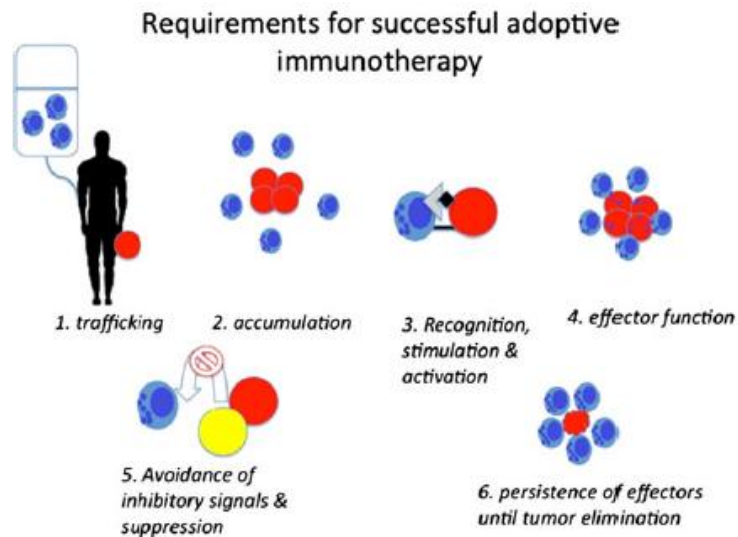 Requirements for successful adoptive
immunotherapy
1. trafficking
2. accumulation
3. Recognition,
stimulation &
activation
4. effector function
5. Avoidance of
inhibitory signals &
suppression
6. persistence of effectors
until tumor elimination